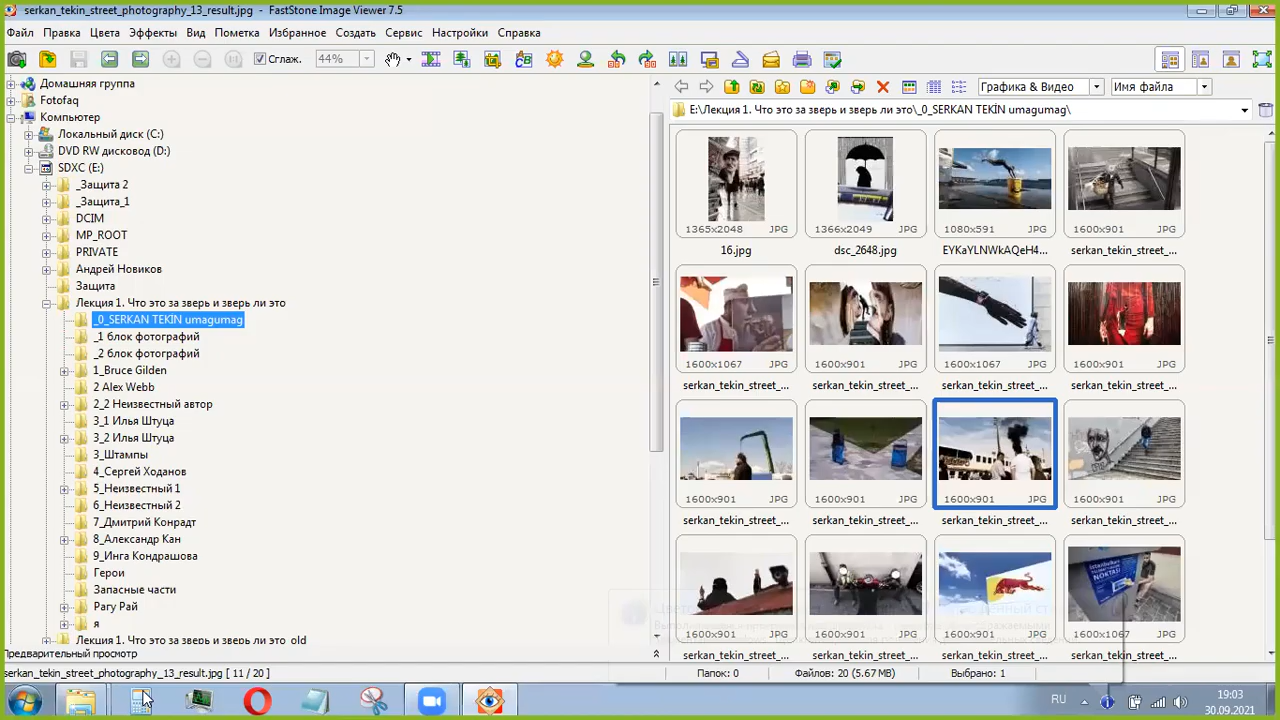 serkan_tekin_street_photography_13_result.jpg - FastStone Image Viewer 7.5
Файл Правка Цвета Эффекты Вид Пометка Избранное Создать Сервис Настройки Справка
Сглаж. 44%
Графика & Видео Имя файла
E:\Лекция 1. Что это за зверь и зверь ли это\_0_SERKAN TEKİN umagumag\
Домашняя группа
Fotofaq
Компьютер
Локальный диск (C:)
DVD RW дисковод (D:)
SDXC (E:)
_Защита 2
_Защита_1
DCIM
MP_ROOT
PRIVATE
Андрей Новиков
Защита
Лекция 1. Что это за зверь и зверь ли это
_0_SERKAN TEKİN umagumag
_1 блок фотографий
_2 блок фотографий
1_Bruce Gilden
2 Alex Webb
2_2 Неизвестный автор
3_1 Илья Штуца
3_2 Илья Штуца
3_Штампы
4_Сергей Ходанов
5_Неизвестный 1
6_Неизвестный 2
7_Дмитрий Конрадт
8_Александр Кан
9_Инга Кондрашова
Герои
Запасные части
Рагу Рай
я
Лекция 1. Что это за зверь и зверь ли это_old
Предварительный просмотр
1365x2048 JPG 1366x2049 JPG 1080x591 JPG 1600x901 JPG
16.jpg dsc_2648.jpg EYKaYLNWkAQeH4... serkan_tekin_street_...
1600x1067 JPG 1600x901 JPG 1600x1067 JPG 1600x901 JPG
serkan_tekin_street_... serkan_tekin_street_... serkan_tekin_street_... serkan_tekin_street_...
1600x901 JPG 1600x901 JPG 1600x901 JPG 1600x901 JPG
serkan_tekin_street_... serkan_tekin_street_... serkan_tekin_street_... serkan_tekin_street_...
1600x901 JPG 1600x901 JPG 1600x901 JPG 1600x1067 JPG
serkan_tekin_street_... serkan_tekin_street_... serkan_tekin_street_... serkan_tekin_street_...
serkan_tekin_street_photography_13_result.jpg [ 11 / 20 ]
Папок: 0 Файлов: 20 (5.67 MB) Выбрано: 1
RU
19:03
30.09.2021